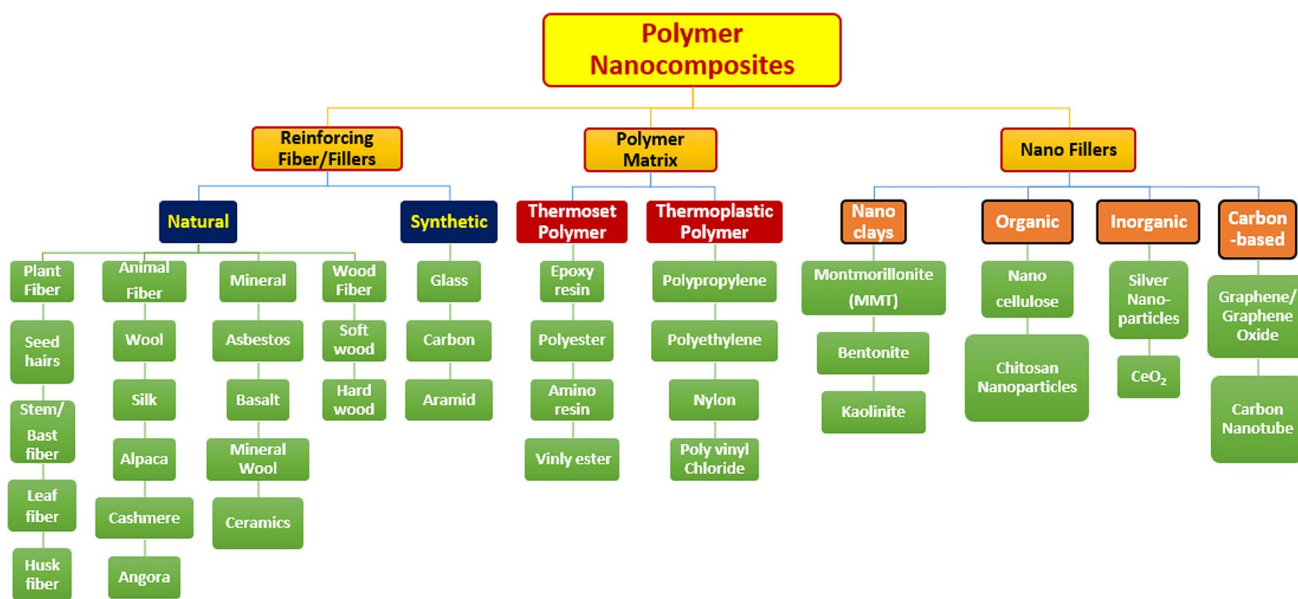 Polymer
Nanocomposites
Reinforcing
Fiber/Fillers
Polymer
Matrix
Nano Fillers
Natural
Synthetic
Thermoset
Polymer
Thermoplastic
Polymer
Nano
clays
Organic
Inorganic
Carbon
-based
Plant
Fiber
Seed
hairs
Stem/
Bast
fiber
Leaf
fiber
Husk
fiber
Animal
Fiber
Wool
Silk
Alpaca
Cashmere
Angora
Mineral
Asbestos
Basalt
Mineral
Wool
Ceramics
Wood
Fiber
Soft
wood
Hard
wood
Glass
Carbon
Aramid
Epoxy
resin
Polyester
Amino
resin
Vinly ester
Polypropylene
Polyethylene
Nylon
Poly vinyl
Chloride
Montmorillonite
(MMT)
Bentonite
Kaolinite
Nano
cellulose
Chitosan
Nanoparticles
Silver
Nano-
particles
CeO₂
Graphene/
Graphene
Oxide
Carbon
Nanotube